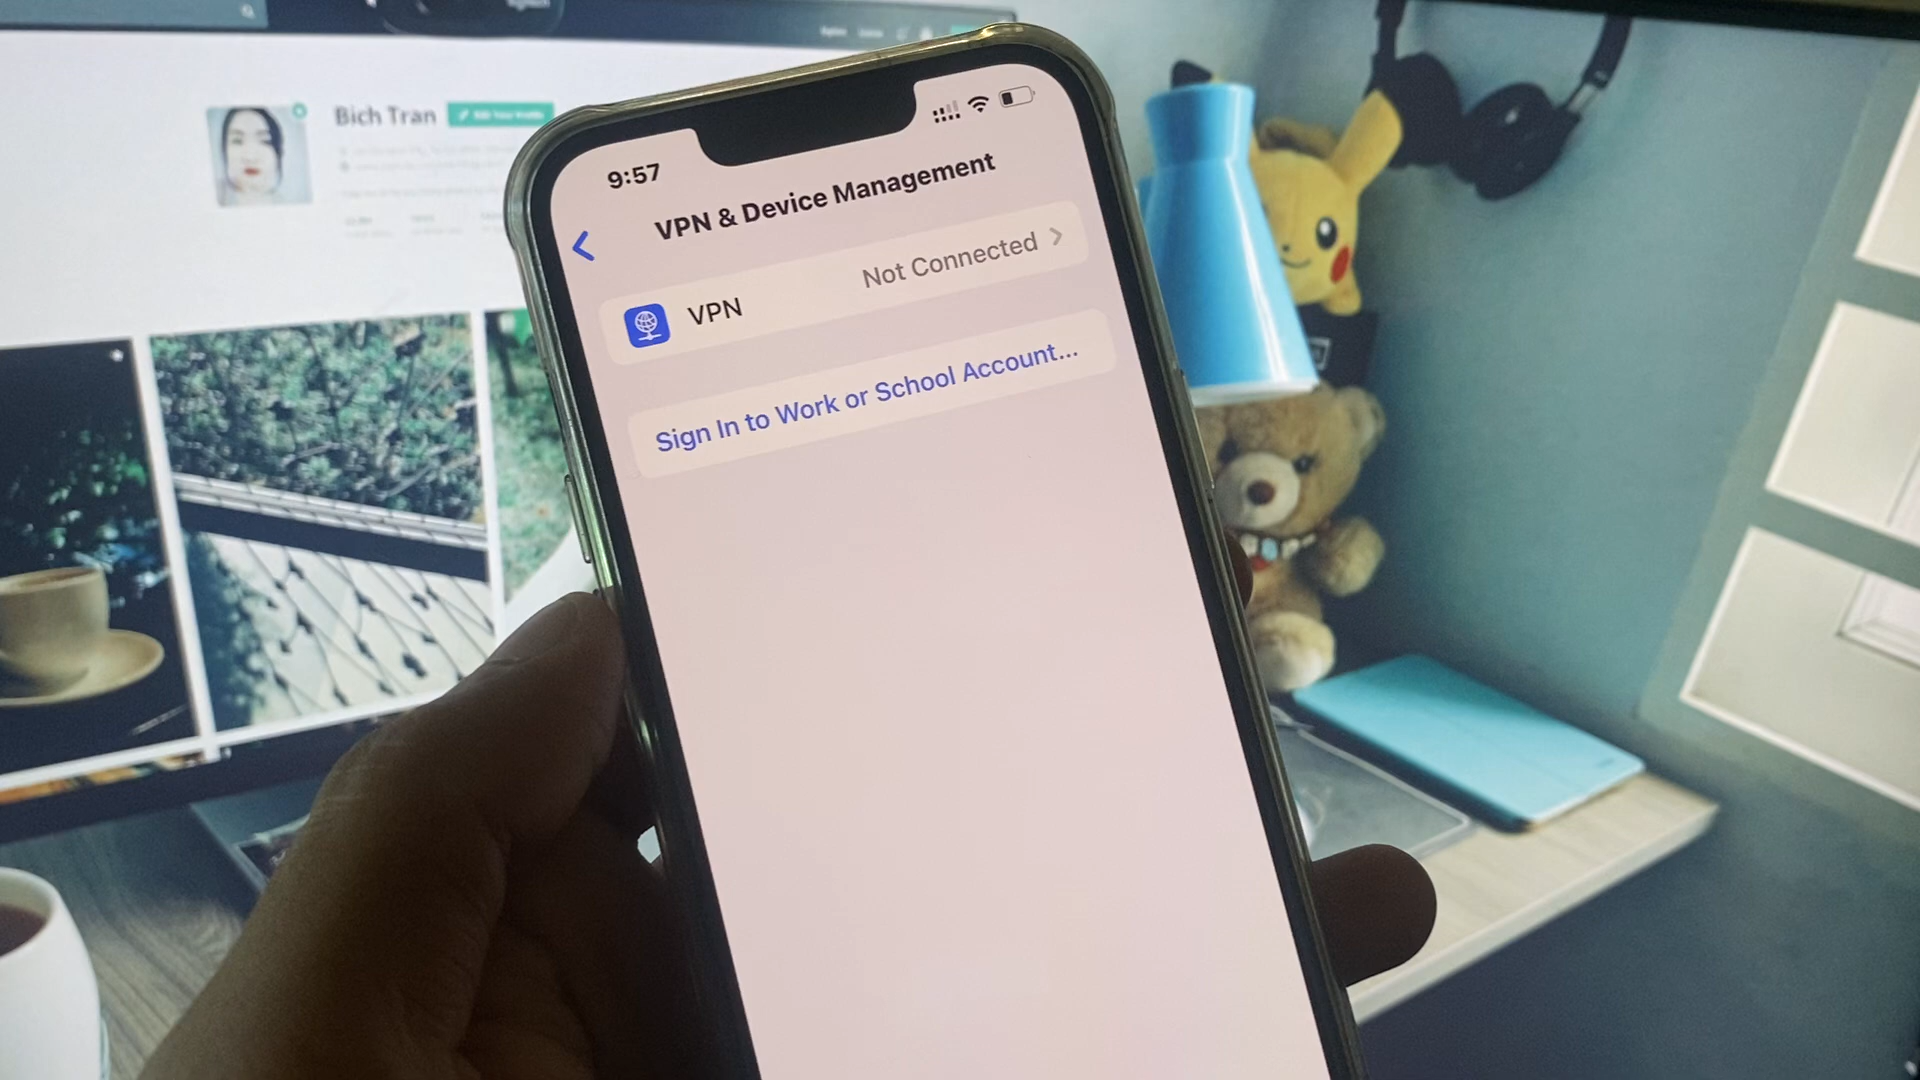 Bich Tran
9:57
VPN & Device Management
VPN
Not Connected
Sign In to Work or School Account...